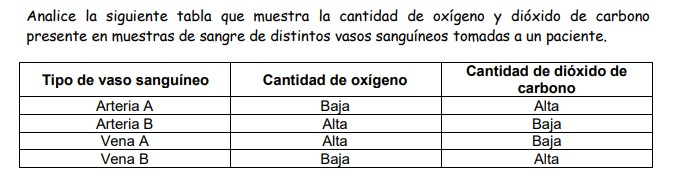 Analice la siguiente tabla que muestra la cantidad de oxígeno y dióxido de carbono
presente en muestras de sangre de distintos vasos sanguíneos tomadas a un paciente.
Tipo de vaso sanguíneo Cantidad de oxígeno Cantidad de dióxido de
carbono
Arteria A Baja Alta
Arteria B Alta Baja
Vena A Alta Baja
Vena B Baja Alta